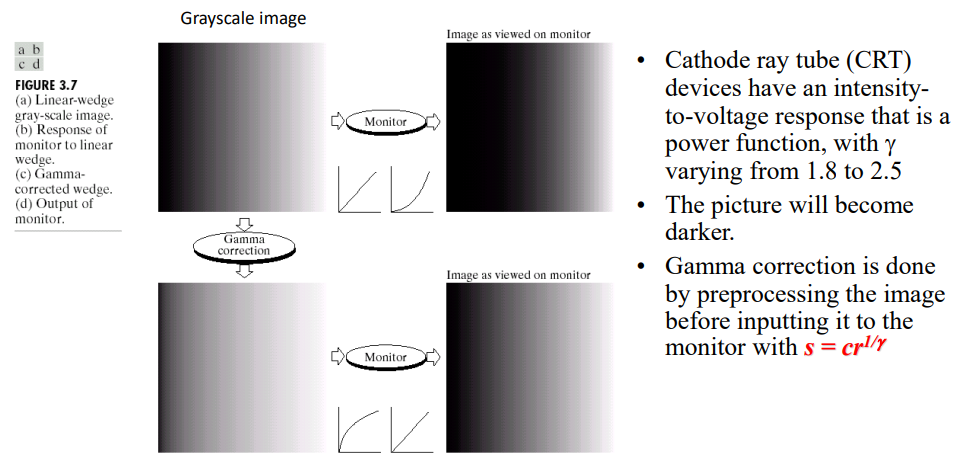 Grayscale image
a b
c d
FIGURE 3.7
(a) Linear-wedge
gray-scale image.
(b) Response of
monitor to linear
wedge.
(c) Gamma-
corrected wedge.
(d) Output of
monitor.
Image as viewed on monitor
Monitor
Gamma
correction
Image as viewed on monitor
Monitor
• Cathode ray tube (CRT)
devices have an intensity-
to-voltage response that is a
power function, with γ
varying from 1.8 to 2.5
• The picture will become
darker.
• Gamma correction is done
by preprocessing the image
before inputting it to the
monitor with s = cr^1/γ